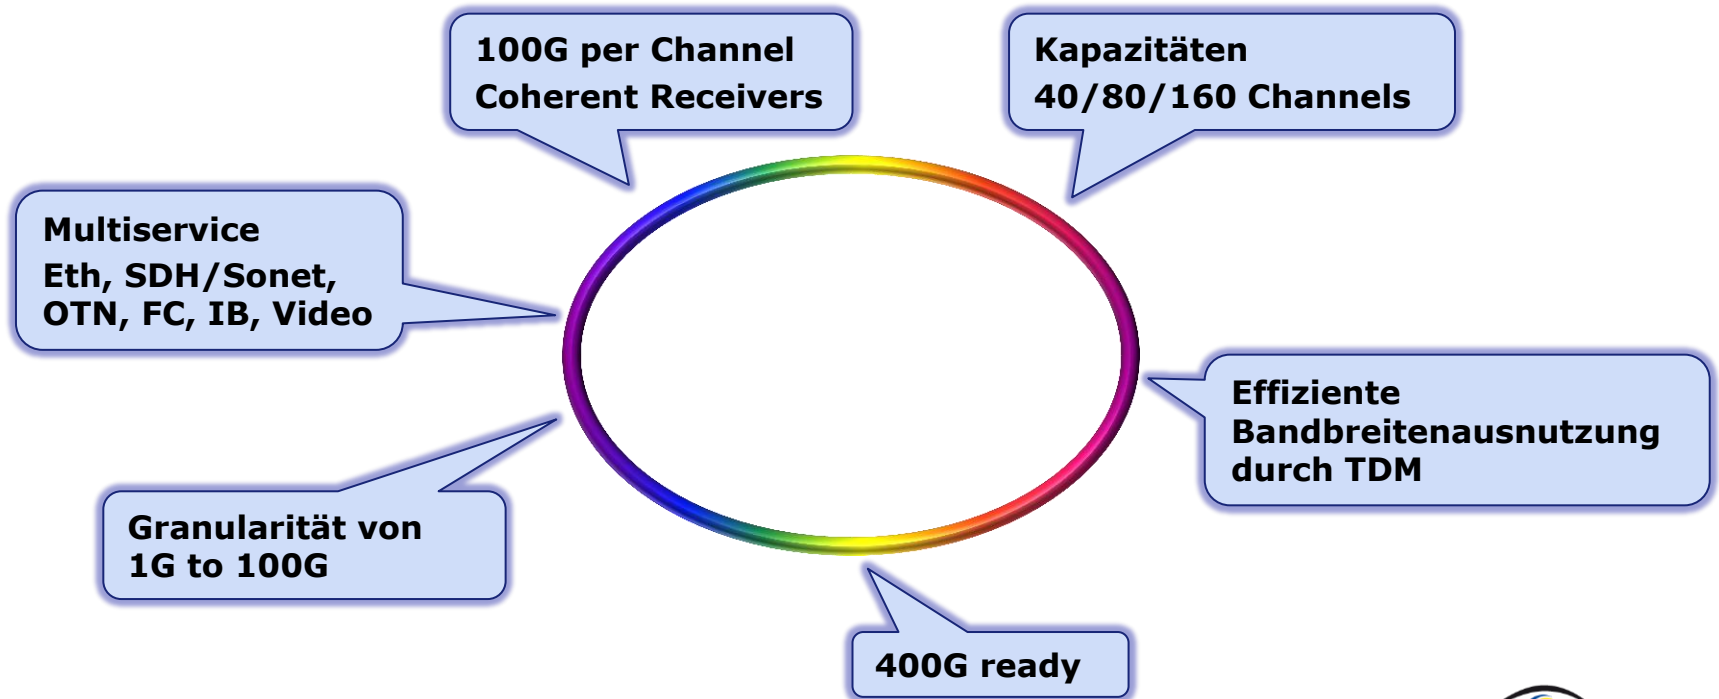 100G per Channel
Coherent Receivers
Kapazitäten
40/80/160 Channels
Multiservice
Eth, SDH/Sonet,
OTN, FC, IB, Video
Effiziente
Bandbreitenausnutzung
durch TDM
Granularität von
1G to 100G
400G ready